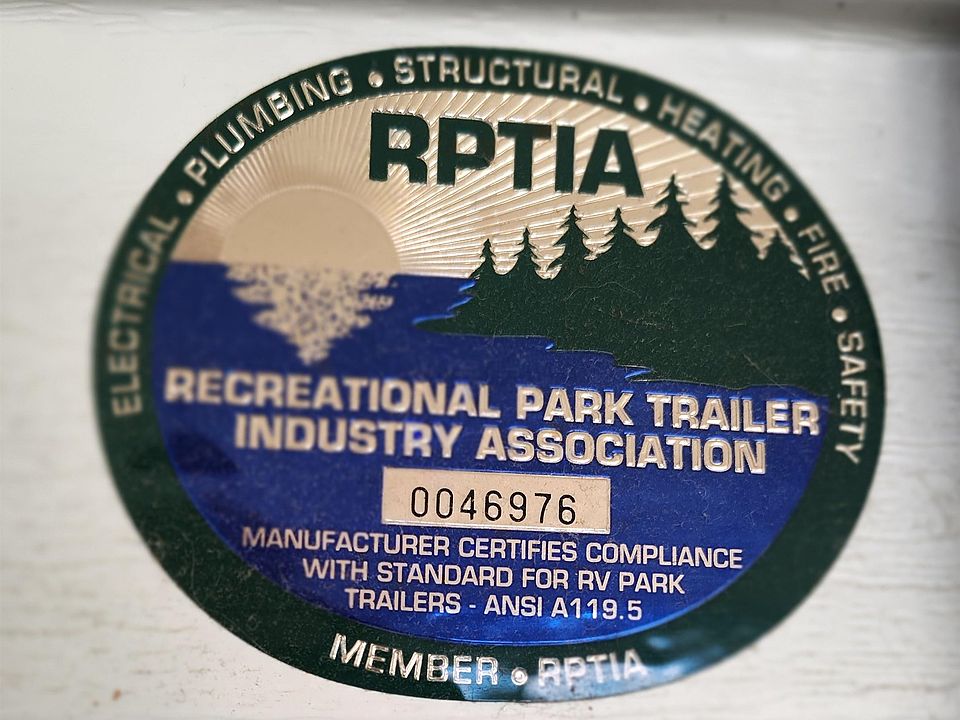 ELECTRICAL • PLUMBING • STRUCTURAL • HEATING • FIRE • SAFETY
RPTIA
RECREATIONAL PARK TRAILER
INDUSTRY ASSOCIATION
0046976
MANUFACTURER CERTIFIES COMPLIANCE
WITH STANDARD FOR RV PARK
TRAILERS - ANSI A119.5
MEMBER • RPTIA